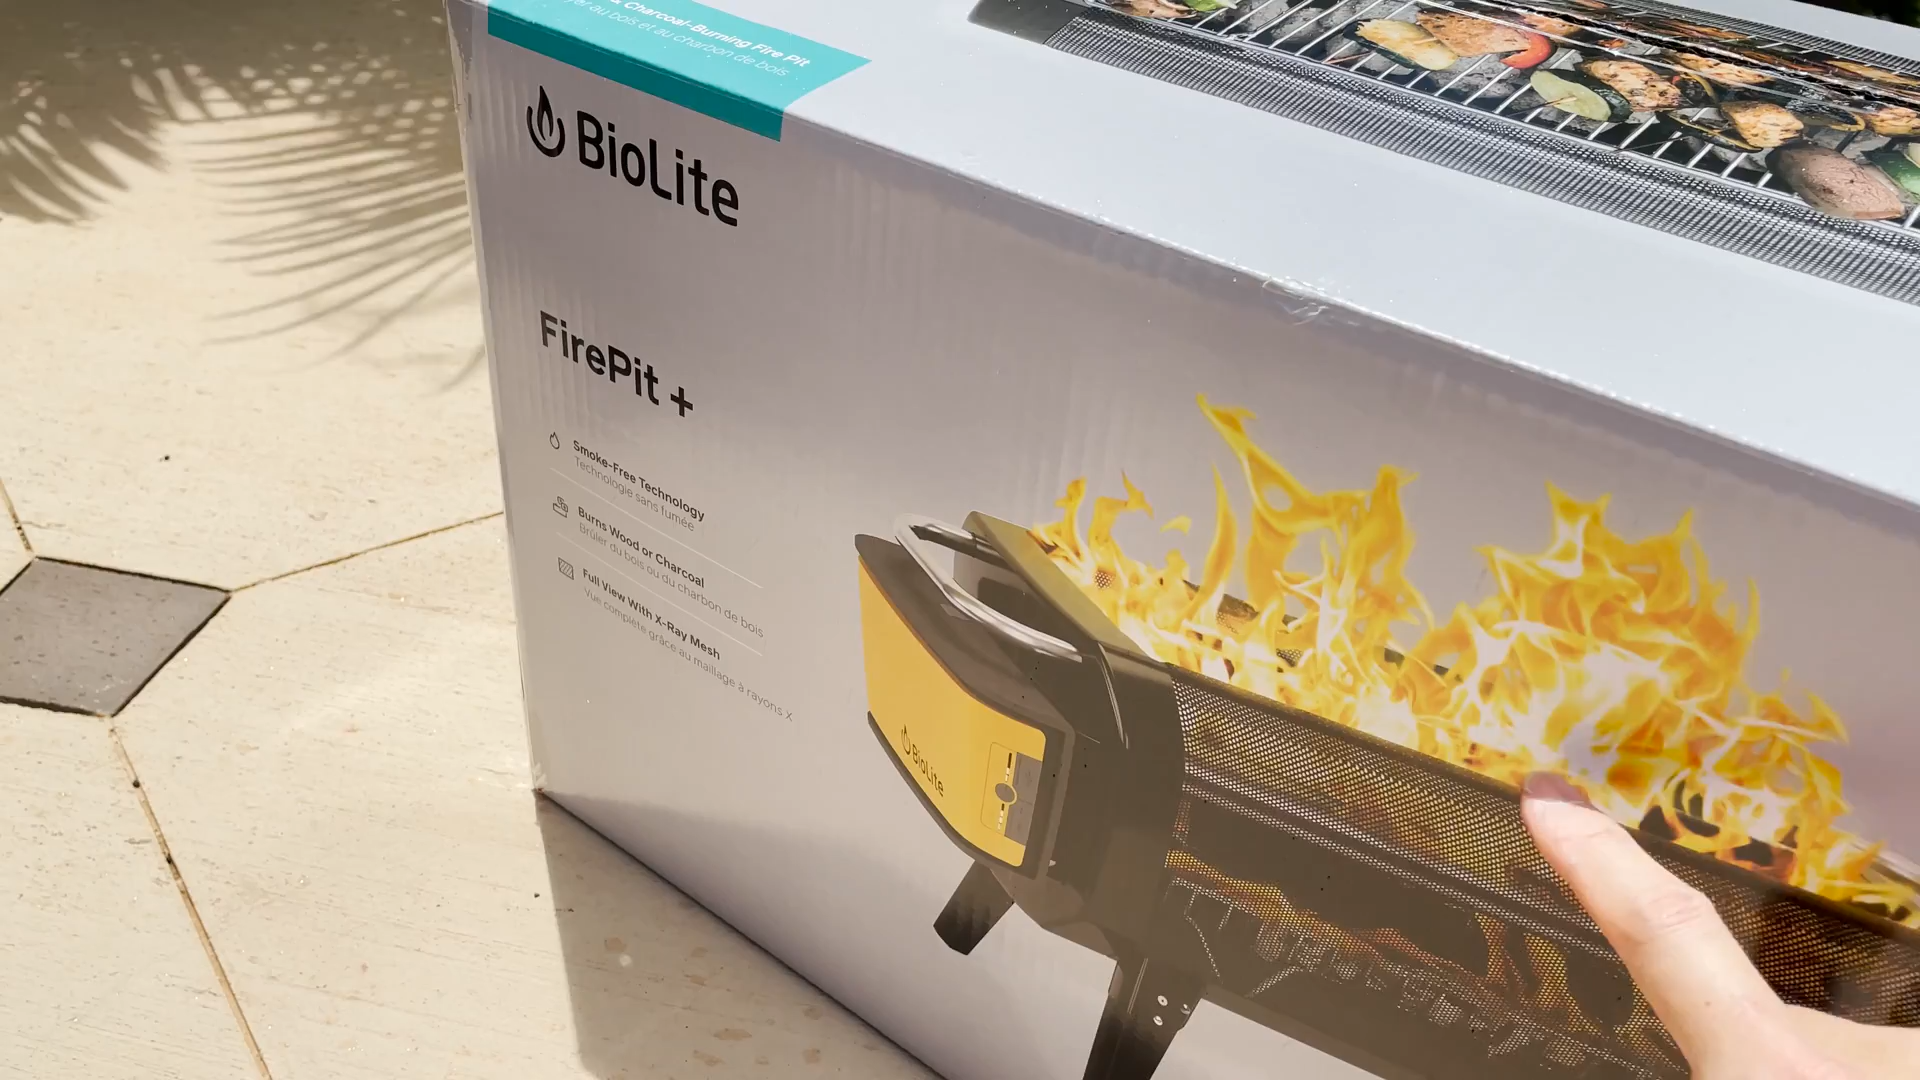 & Charcoal-Burning Fire Pit
au bois et au charbon de bois
BioLite
FirePit +
Smoke-Free Technology
Technologie sans fumée
Burns Wood or Charcoal
Brûler du bois ou du charbon de bois
Full View With X-Ray Mesh
Vue complète grâce au maillage à rayons X
BioLite